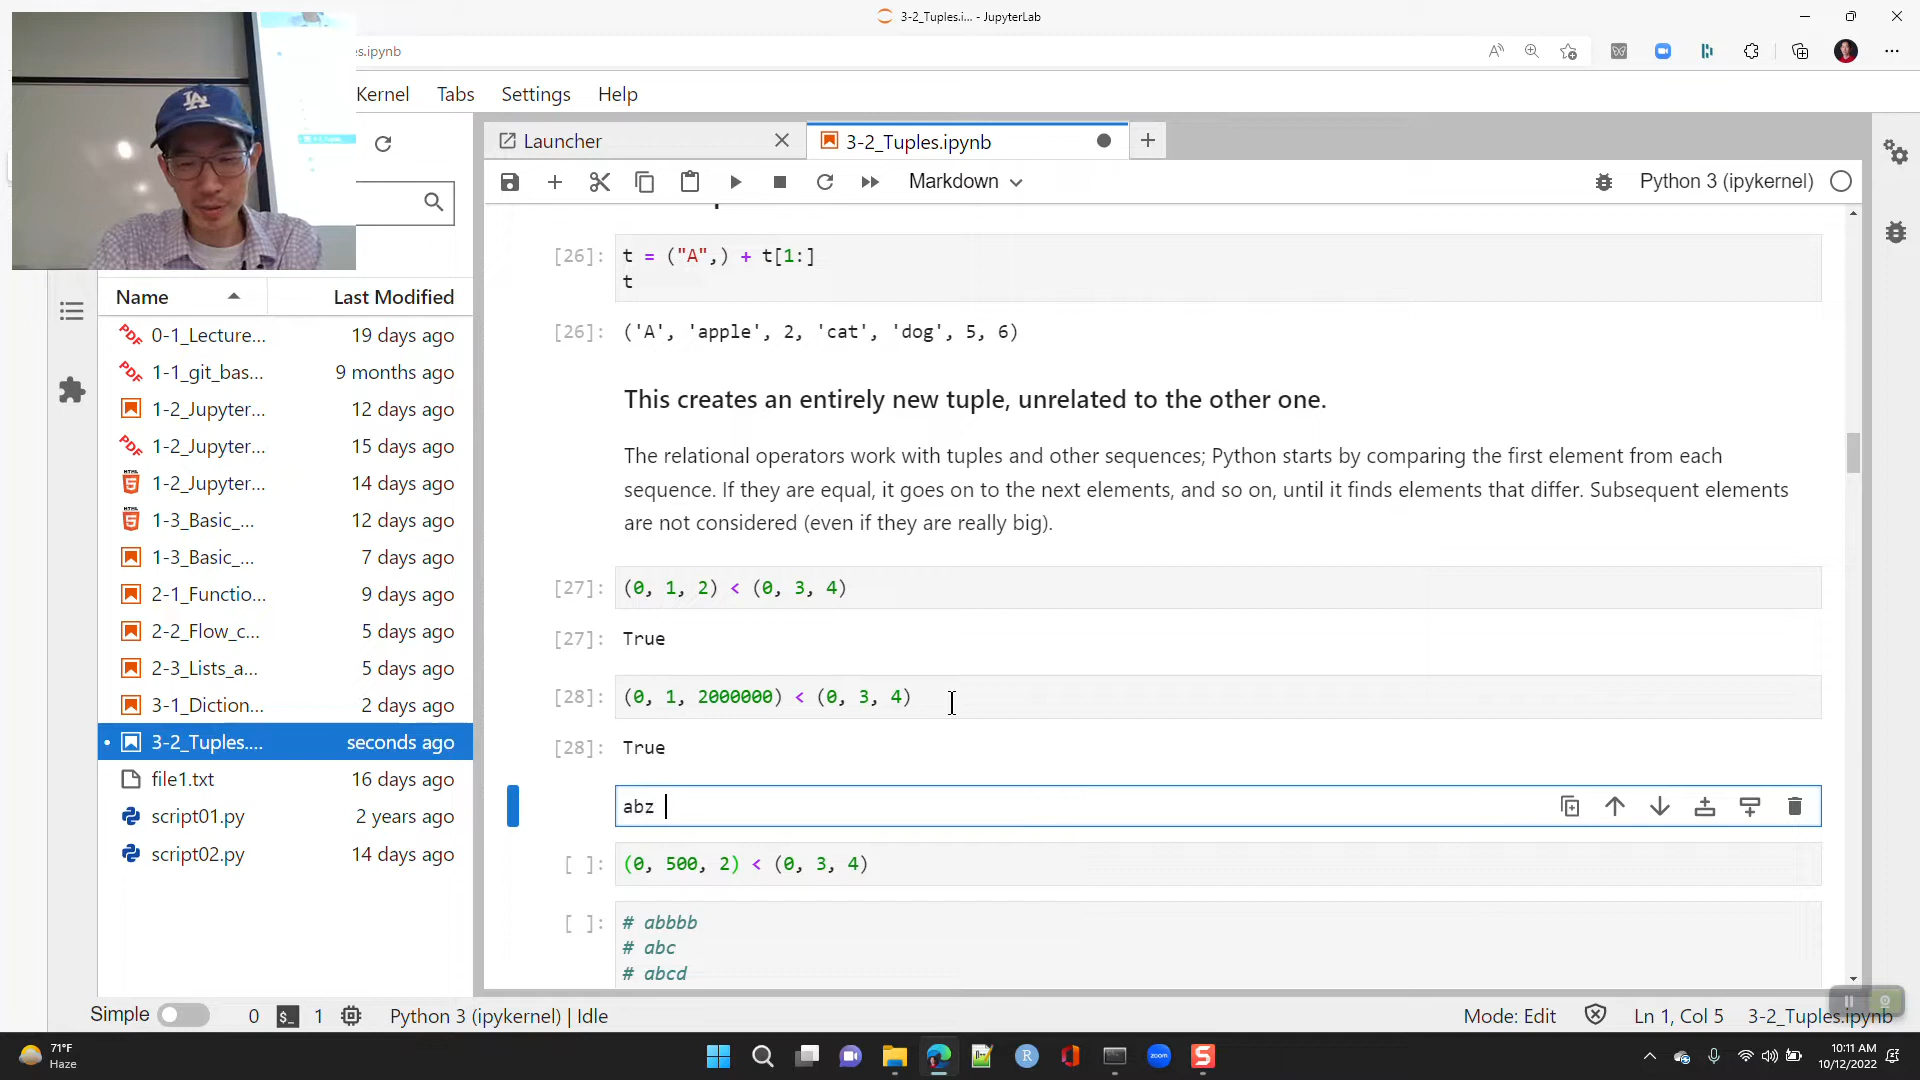 3-2_Tuples.i... - JupyterLab
es.ipynb
Kernel Tabs Settings Help
Launcher
3-2_Tuples.ipynb
Markdown
Python 3 (ipykernel)
LA
Name Last Modified
0-1_Lecture... 19 days ago
1-1_git_bas... 9 months ago
1-2_Jupyter... 12 days ago
1-2_Jupyter... 15 days ago
1-2_Jupyter... 14 days ago
1-3_Basic_... 12 days ago
1-3_Basic_... 7 days ago
2-1_Functio... 9 days ago
2-2_Flow_c... 5 days ago
2-3_Lists_a... 5 days ago
3-1_Diction... 2 days ago
3-2_Tuples.... seconds ago
file1.txt 16 days ago
script01.py 2 years ago
script02.py 14 days ago
[26]: t = ("A",) + t[1:]
t
[26]: ('A', 'apple', 2, 'cat', 'dog', 5, 6)
This creates an entirely new tuple, unrelated to the other one.
The relational operators work with tuples and other sequences; Python starts by comparing the first element from each
sequence. If they are equal, it goes on to the next elements, and so on, until it finds elements that differ. Subsequent elements
are not considered (even if they are really big).
[27]: (0, 1, 2) < (0, 3, 4)
[27]: True
[28]: (0, 1, 2000000) < (0, 3, 4)
[28]: True
abz
[ ]: (0, 500, 2) < (0, 3, 4)
[ ]: # abbbb
# abc
# abcd
Simple 0 $_ 1 Python 3 (ipykernel) | Idle
Mode: Edit Ln 1, Col 5 3-2_Tuples.ipynb
71°F
Haze
zoom
10:11 AM
10/12/2022